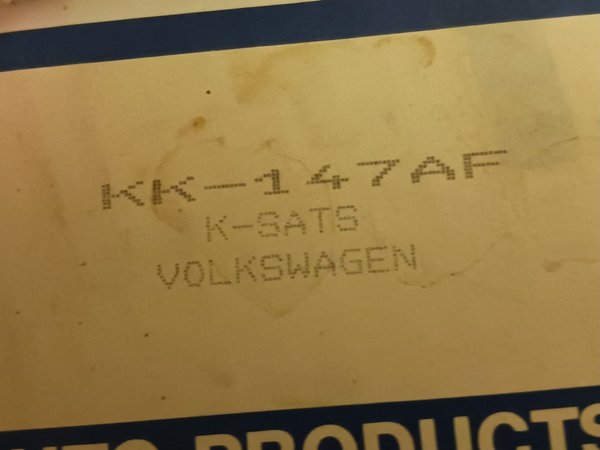 KK-147AF
K-SATS
VOLKSWAGEN
PRODUCTS